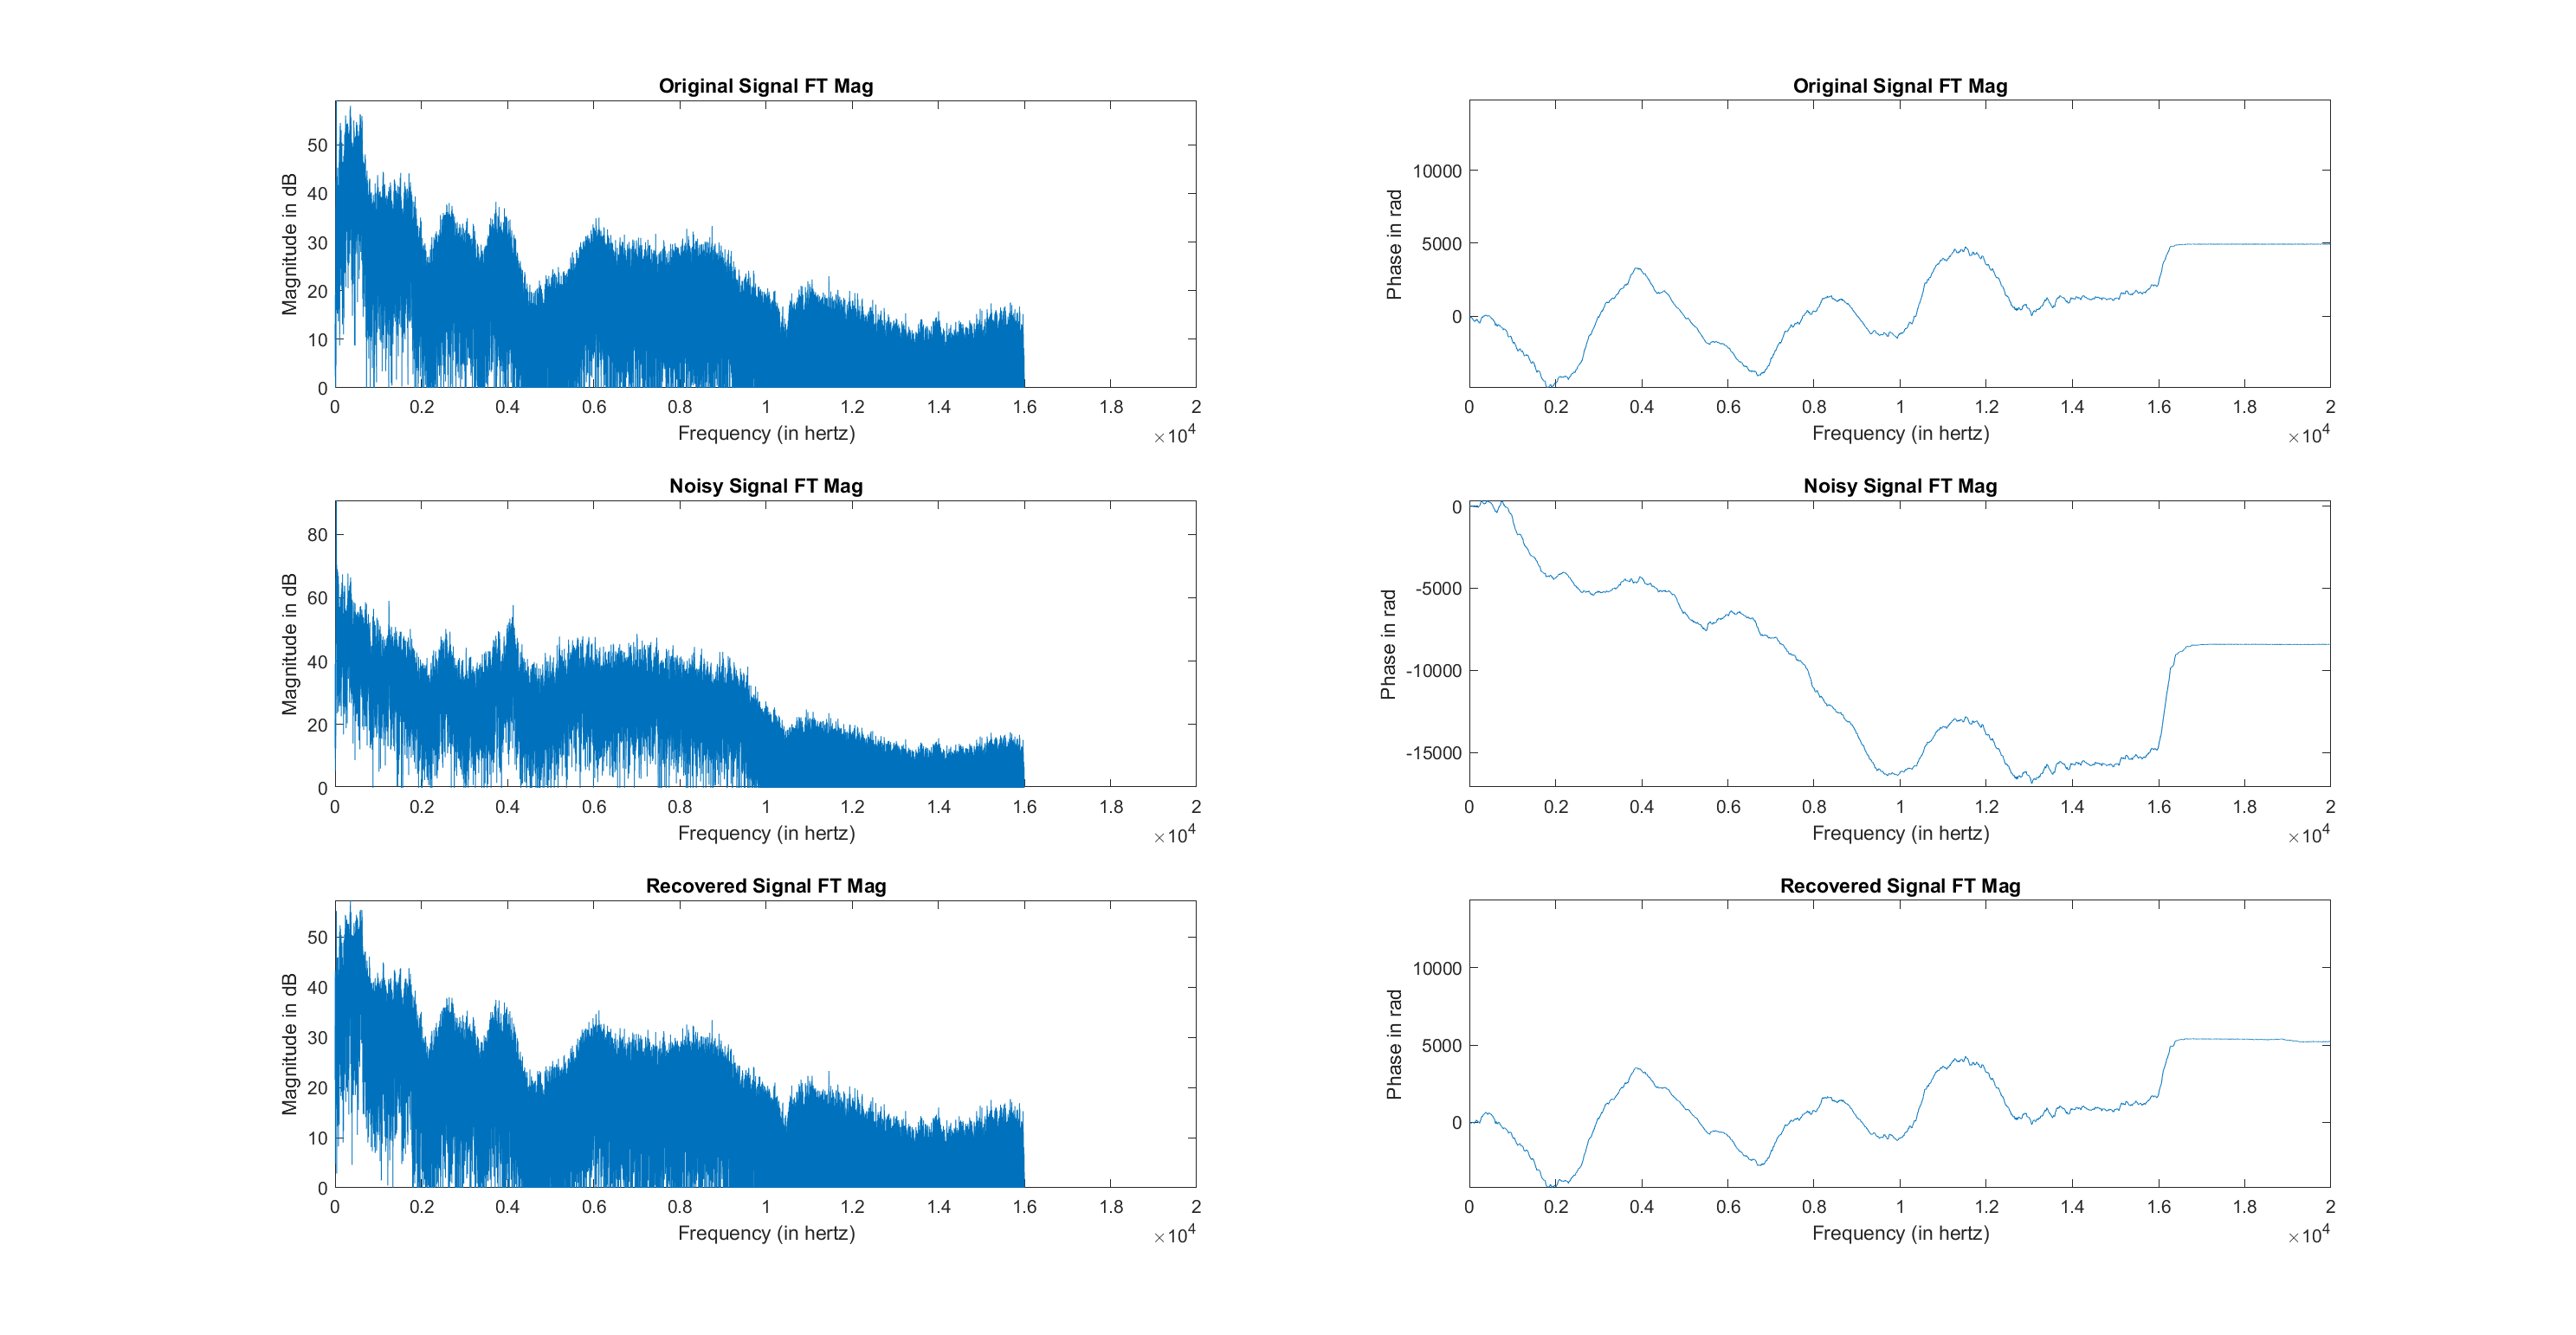 Original Signal FT Mag
Magnitude in dB
50
40
30
20
10
0
0 0.2 0.4 0.6 0.8 1 1.2 1.4 1.6 1.8 2
Frequency (in hertz)
×10^4
Original Signal FT Mag
Phase in rad
10000
5000
0
0 0.2 0.4 0.6 0.8 1 1.2 1.4 1.6 1.8 2
Frequency (in hertz)
×10^4
Noisy Signal FT Mag
Magnitude in dB
80
60
40
20
0
0 0.2 0.4 0.6 0.8 1 1.2 1.4 1.6 1.8 2
Frequency (in hertz)
×10^4
Noisy Signal FT Mag
Phase in rad
0
-5000
-10000
-15000
0 0.2 0.4 0.6 0.8 1 1.2 1.4 1.6 1.8 2
Frequency (in hertz)
×10^4
Recovered Signal FT Mag
Magnitude in dB
50
40
30
20
10
0
0 0.2 0.4 0.6 0.8 1 1.2 1.4 1.6 1.8 2
Frequency (in hertz)
×10^4
Recovered Signal FT Mag
Phase in rad
10000
5000
0
0 0.2 0.4 0.6 0.8 1 1.2 1.4 1.6 1.8 2
Frequency (in hertz)
×10^4